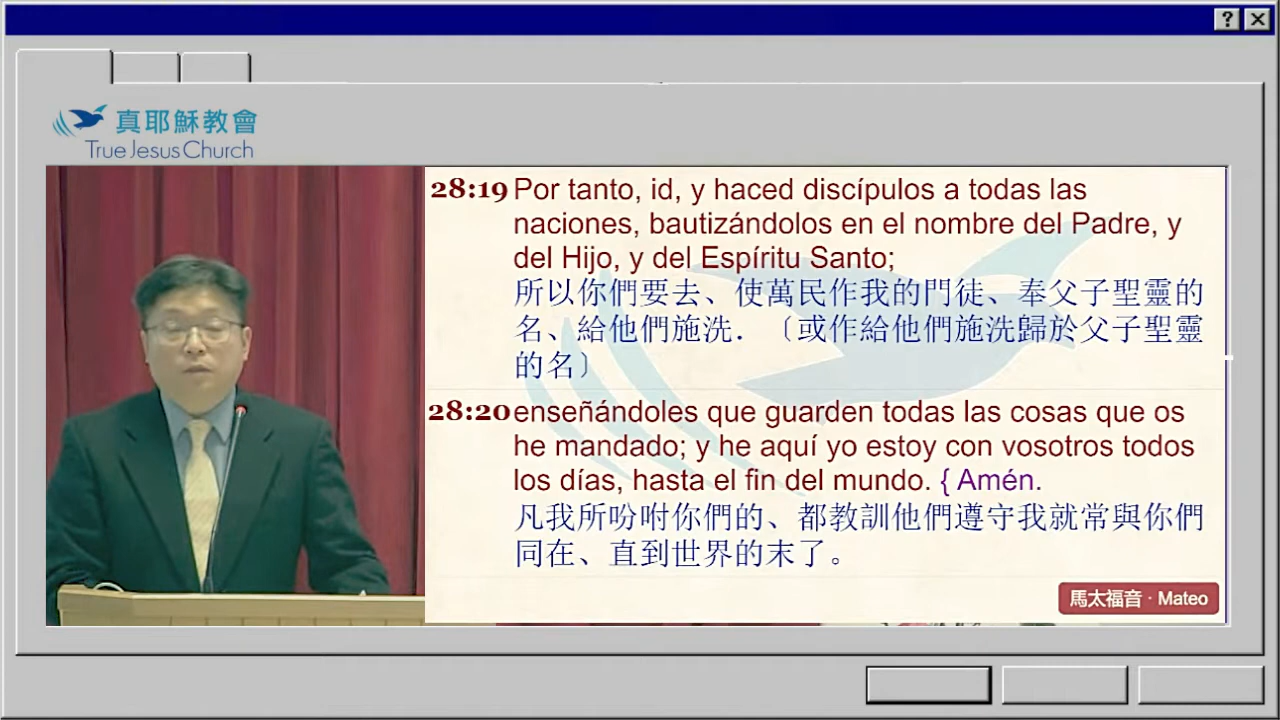 真耶穌教會
True Jesus Church
28:19 Por tanto, id, y haced discípulos a todas las
naciones, bautizándolos en el nombre del Padre, y
del Hijo, y del Espíritu Santo;
所以你們要去、使萬民作我的門徒、奉父子聖靈的
名、給他們施洗．〔或作給他們施洗歸於父子聖靈
的名〕
28:20 enseñándoles que guarden todas las cosas que os
he mandado; y he aquí yo estoy con vosotros todos
los días, hasta el fin del mundo. { Amén.
凡我所吩咐你們的、都教訓他們遵守我就常與你們
同在、直到世界的末了。
馬太福音 · Mateo